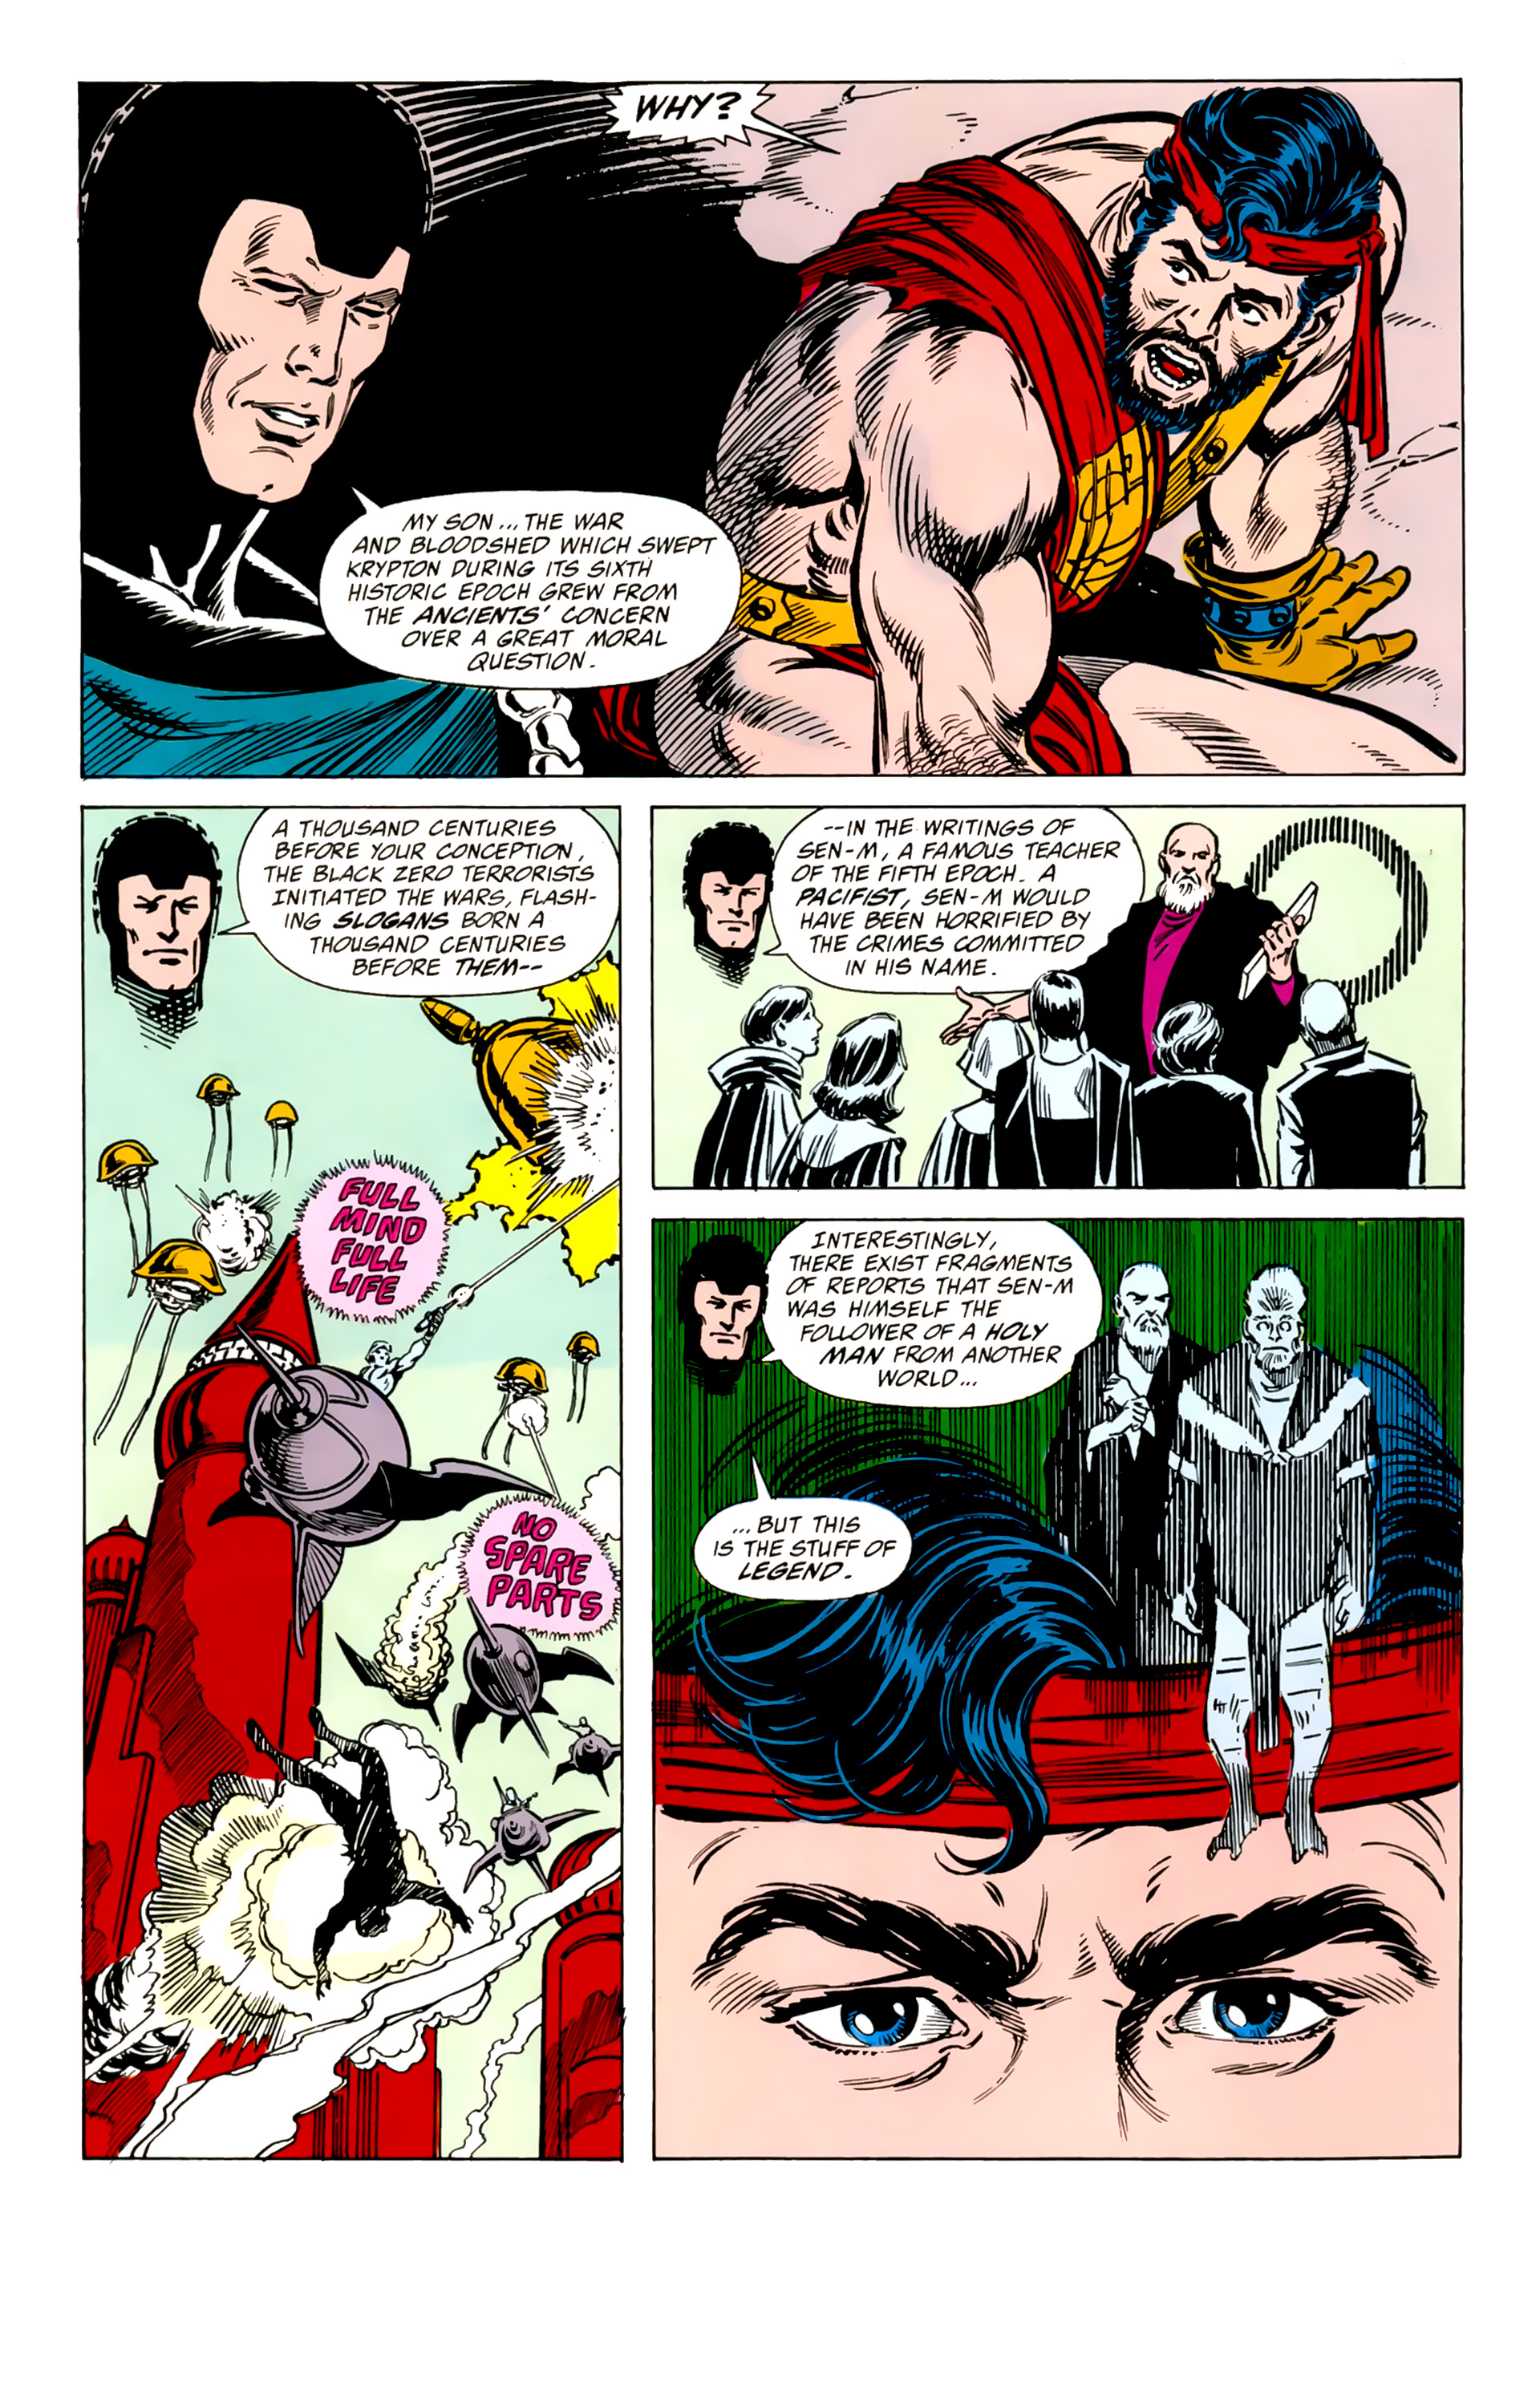 WHY?
MY SON... THE WAR
AND BLOODSHED WHICH SWEPT
KRYPTON DURING ITS SIXTH
HISTORIC EPOCH GREW FROM
THE ANCIENTS' CONCERN
OVER A GREAT MORAL
QUESTION.
A THOUSAND CENTURIES
BEFORE YOUR CONCEPTION,
THE BLACK ZERO TERRORISTS
INITIATED THE WARS, FLASH-
ING SLOGANS BORN A
THOUSAND CENTURIES
BEFORE THEM--
FULL
MIND
FULL
LIFE
NO
SPARE
PARTS
--IN THE WRITINGS OF
SEN-M, A FAMOUS TEACHER
OF THE FIFTH EPOCH. A
PACIFIST, SEN-M WOULD
HAVE BEEN HORRIFIED BY
THE CRIMES COMMITTED
IN HIS NAME.
INTERESTINGLY,
THERE EXIST FRAGMENTS
OF REPORTS THAT SEN-M
WAS HIMSELF THE
FOLLOWER OF A HOLY
MAN FROM ANOTHER
WORLD...
...BUT THIS
IS THE STUFF OF
LEGEND.